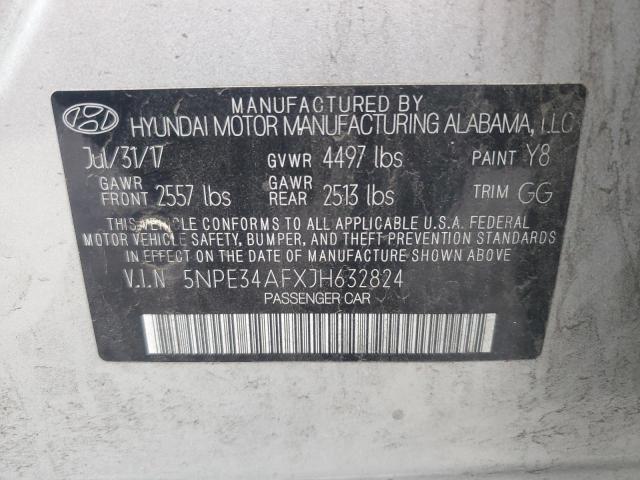 MANUFACTURED BY
HYUNDAI MOTOR MANUFACTURING ALABAMA, LLC
Jul/31/17 GVWR 4497 lbs PAINT Y8
GAWR FRONT 2557 lbs GAWR REAR 2513 lbs TRIM GG
THIS VEHICLE CONFORMS TO ALL APPLICABLE U.S.A. FEDERAL
MOTOR VEHICLE SAFETY, BUMPER, AND THEFT PREVENTION STANDARDS
IN EFFECT ON THE DATE OF MANUFACTURE SHOWN ABOVE
V.I.N 5NPE34AFXJH632824
PASSENGER CAR